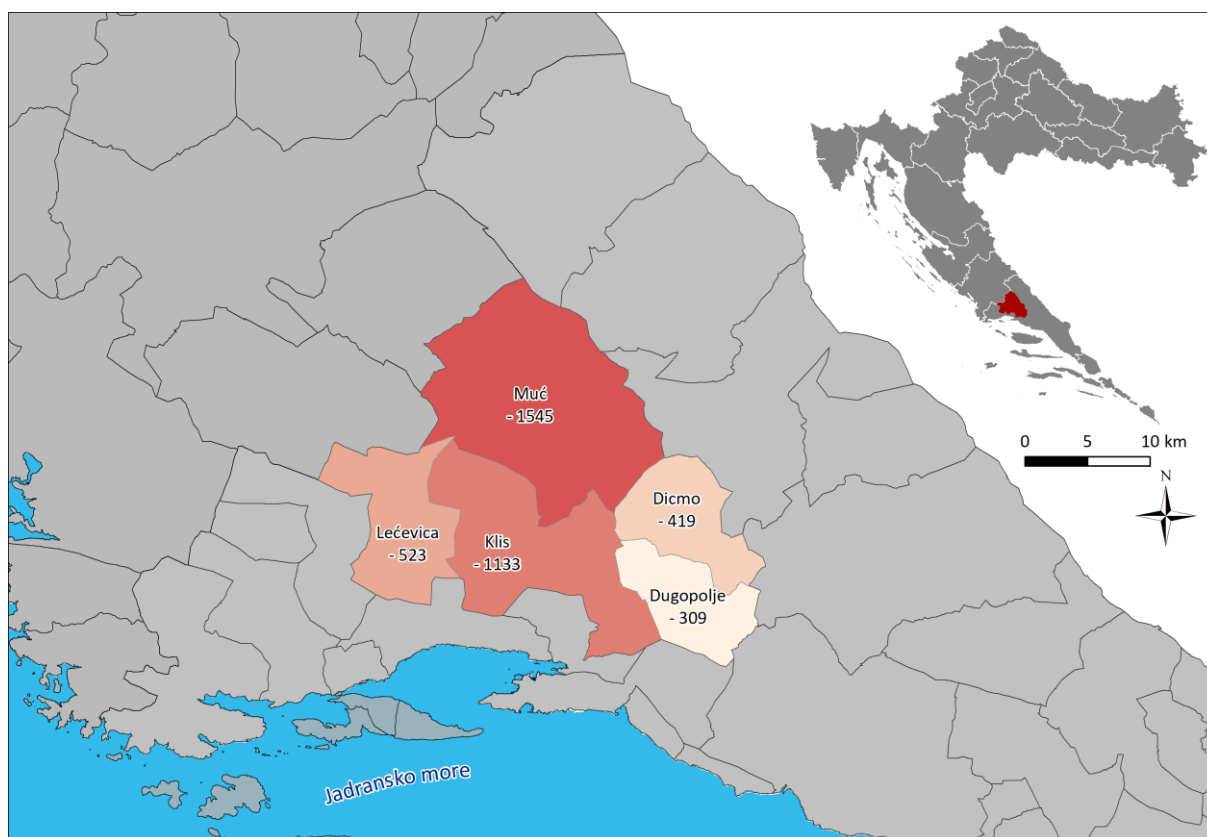 Muć
- 1545
Lećevica
- 523
Klis
- 1133
Dicmo
- 419
Dugopolje
- 309
Jadransko more
0 5 10 km
N